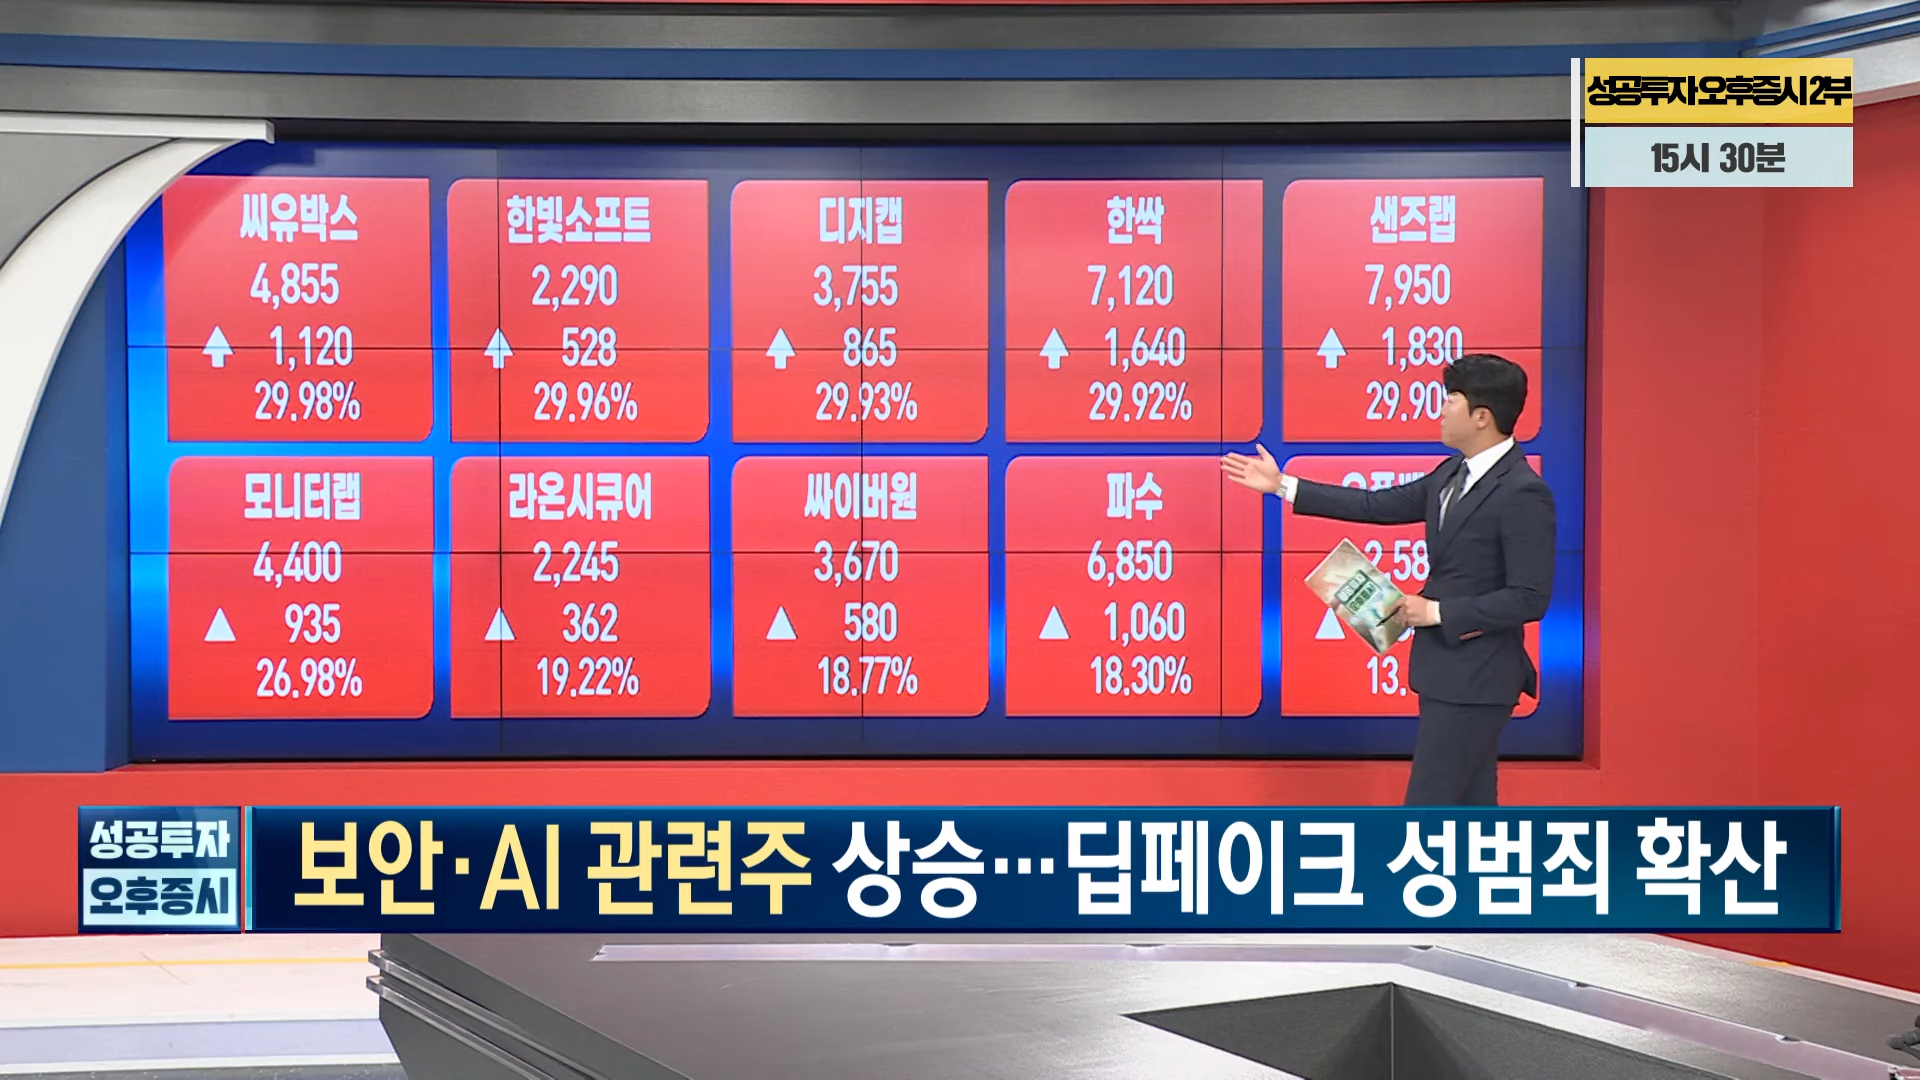 성공투자 오후증시 2부
15시 30분
씨유박스
4,855
1,120
29.98%
한빛소프트
2,290
528
29.96%
디지캡
3,755
865
29.93%
한싹
7,120
1,640
29.92%
샌즈랩
7,950
1,830
모니터랩
4,400
935
26.98%
라온시큐어
2,245
362
19.22%
싸이버원
3,670
580
18.77%
파수
6,850
1,060
18.30%
성공투자
오후증시
보안·AI 관련주 상승…딥페이크 성범죄 확산